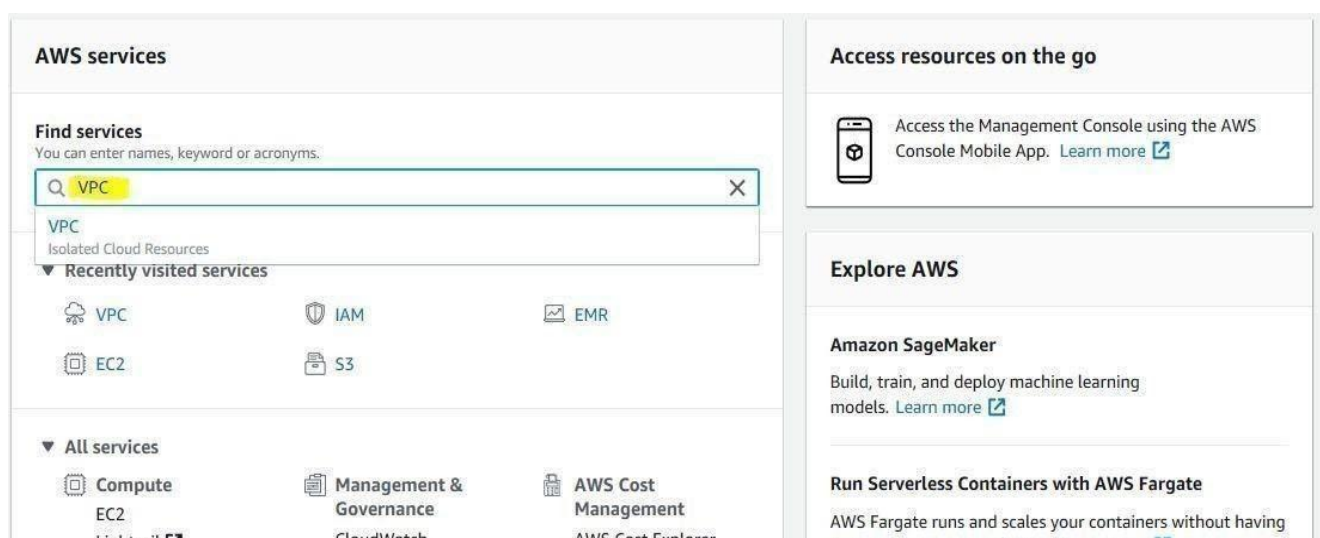 AWS services
Find services
You can enter names, keyword or acronyms.
VPC
VPC
Isolated Cloud Resources
Recently visited services
VPC
IAM
EMR
EC2
S3
All services
Compute
EC2
Management &
Governance
CloudWatch
AWS Cost
Management
AWS Cost Explorer
Access resources on the go
Access the Management Console using the AWS
Console Mobile App. Learn more
Explore AWS
Amazon SageMaker
Build, train, and deploy machine learning
models. Learn more
Run Serverless Containers with AWS Fargate
AWS Fargate runs and scales your containers without having